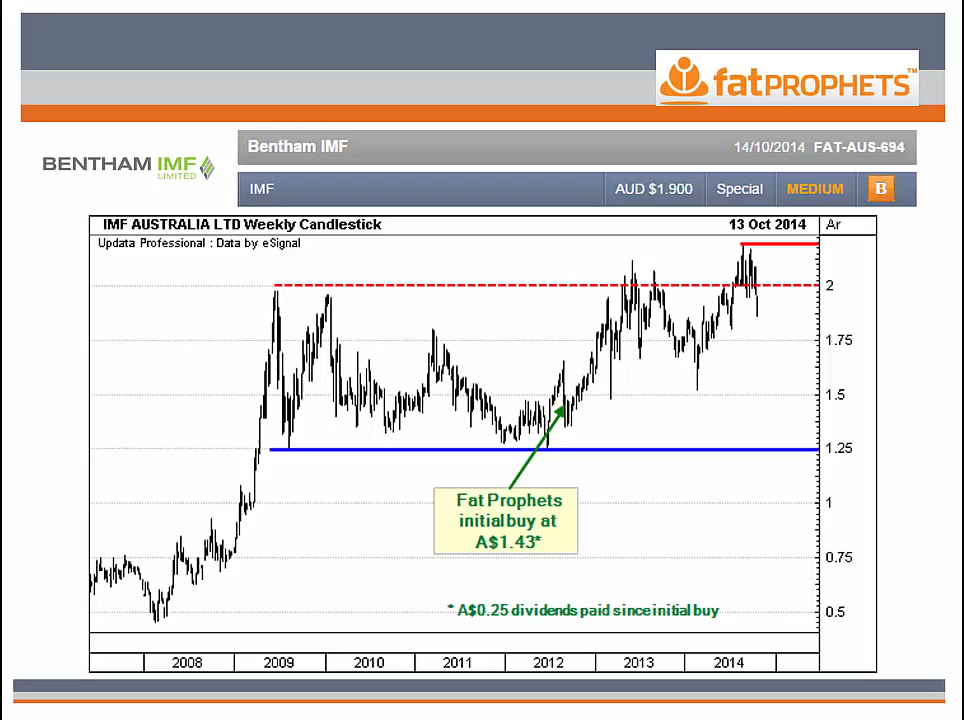 fatPROPHETS™
BENTHAM IMF
LIMITED
Bentham IMF
14/10/2014 FAT-AUS-694
IMF
AUD $1.900
Special
MEDIUM
B
IMF AUSTRALIA LTD Weekly Candlestick
13 Oct 2014
Ar
Updata Professional : Data by eSignal
2
1.75
1.5
1.25
1
0.75
0.5
Fat Prophets
initial buy at
A$1.43*
* A$0.25 dividends paid since initial buy
2008
2009
2010
2011
2012
2013
2014